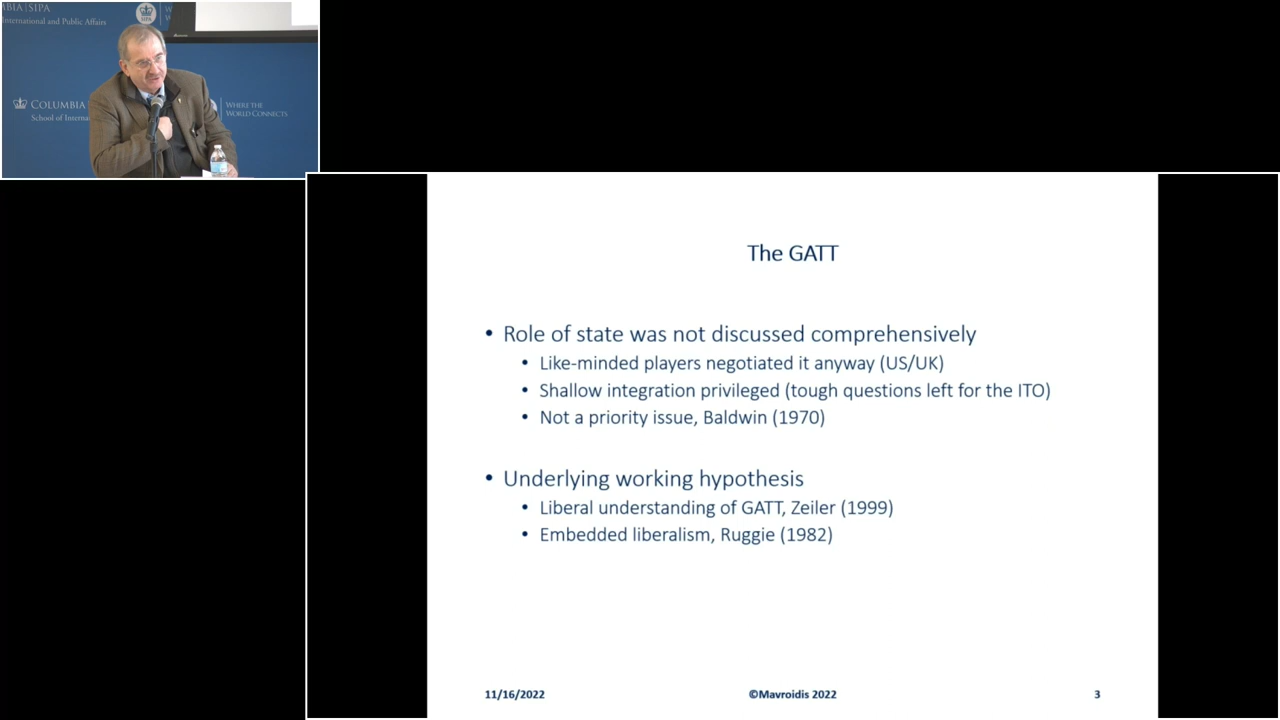 MBIA|SIPA
International and Public Affairs
SIPA
COLUMBIA
School of Interna
WHERE THE
WORLD CONNECTS
The GATT
• Role of state was not discussed comprehensively
• Like-minded players negotiated it anyway (US/UK)
• Shallow integration privileged (tough questions left for the ITO)
• Not a priority issue, Baldwin (1970)
• Underlying working hypothesis
• Liberal understanding of GATT, Zeiler (1999)
• Embedded liberalism, Ruggie (1982)
11/16/2022
©Mavroidis 2022
3